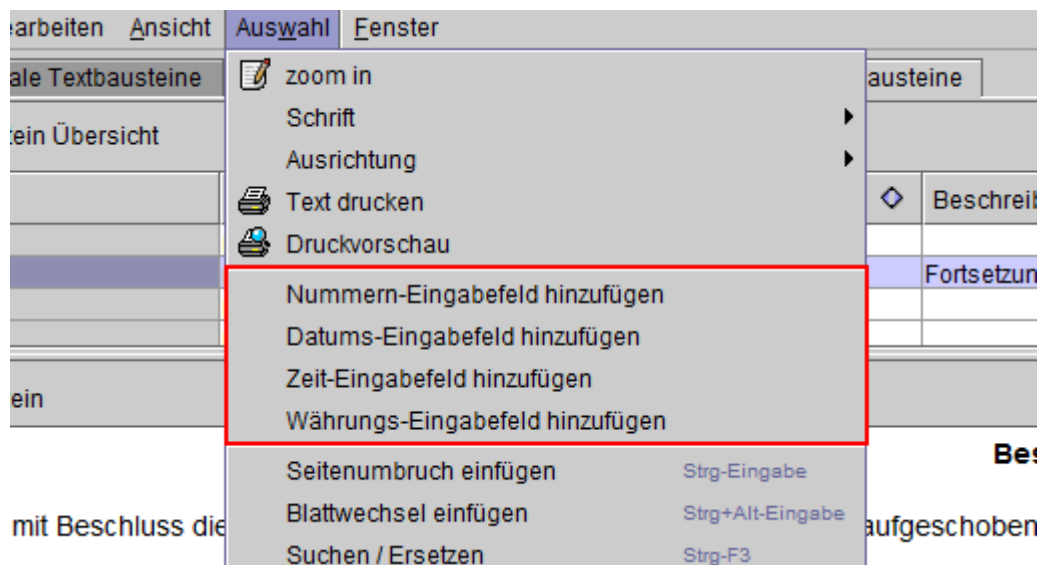 earbeiten Ansicht Auswahl Fenster
ale Textbausteine
austeine
zoom in
Schrift
tein Übersicht
Ausrichtung
Text drucken
Beschreib
Druckvorschau
Fortsetzun
Nummern-Eingabefeld hinzufügen
Datums-Eingabefeld hinzufügen
Zeit-Eingabefeld hinzufügen
ein
Währungs-Eingabefeld hinzufügen
Bes
Seitenumbruch einfügen Strg-Eingabe
Blattwechsel einfügen Strg+Alt-Eingabe
mit Beschluss die
aufgeschoben
Suchen / Ersetzen Strg-F3